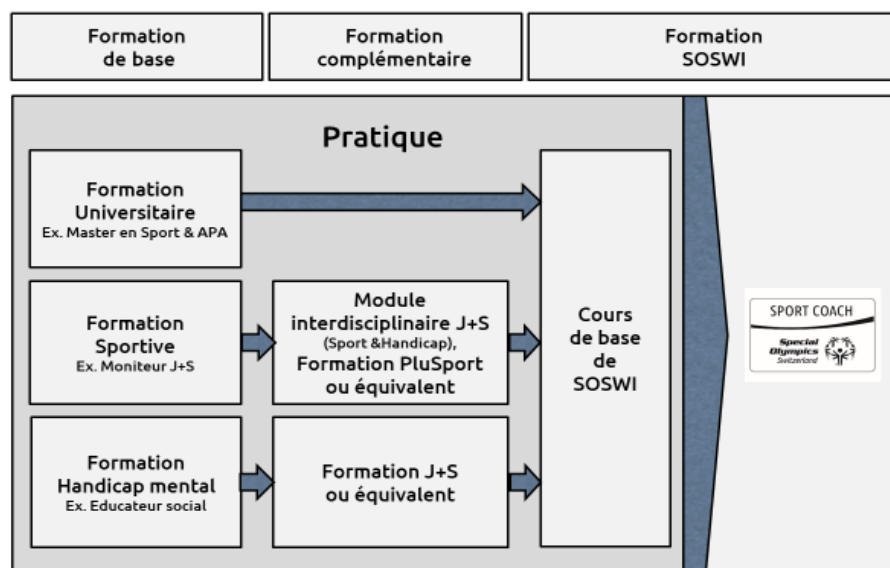 Formation
de base
Formation
complémentaire
Formation
SOSWI
Pratique
Formation
Universitaire
Ex. Master en Sport & APA
Formation
Sportive
Ex. Moniteur J+S
Module
interdisciplinaire J+S
(Sport &Handicap),
Formation PluSport
ou équivalent
Formation
Handicap mental
Ex. Educateur social
Formation J+S
ou équivalent
Cours
de base
de
SOSWI
SPORT COACH
Special
Olympics
Switzerland